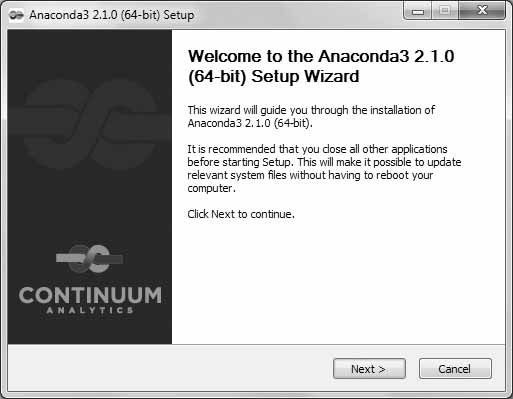 Anaconda3 2.1.0 (64-bit) Setup
Welcome to the Anaconda3 2.1.0
(64-bit) Setup Wizard
This wizard will guide you through the installation of
Anaconda3 2.1.0 (64-bit).
It is recommended that you close all other applications
before starting Setup. This will make it possible to update
relevant system files without having to reboot your
computer.
Click Next to continue.
CONTINUUM
ANALYTICS
Next >
Cancel